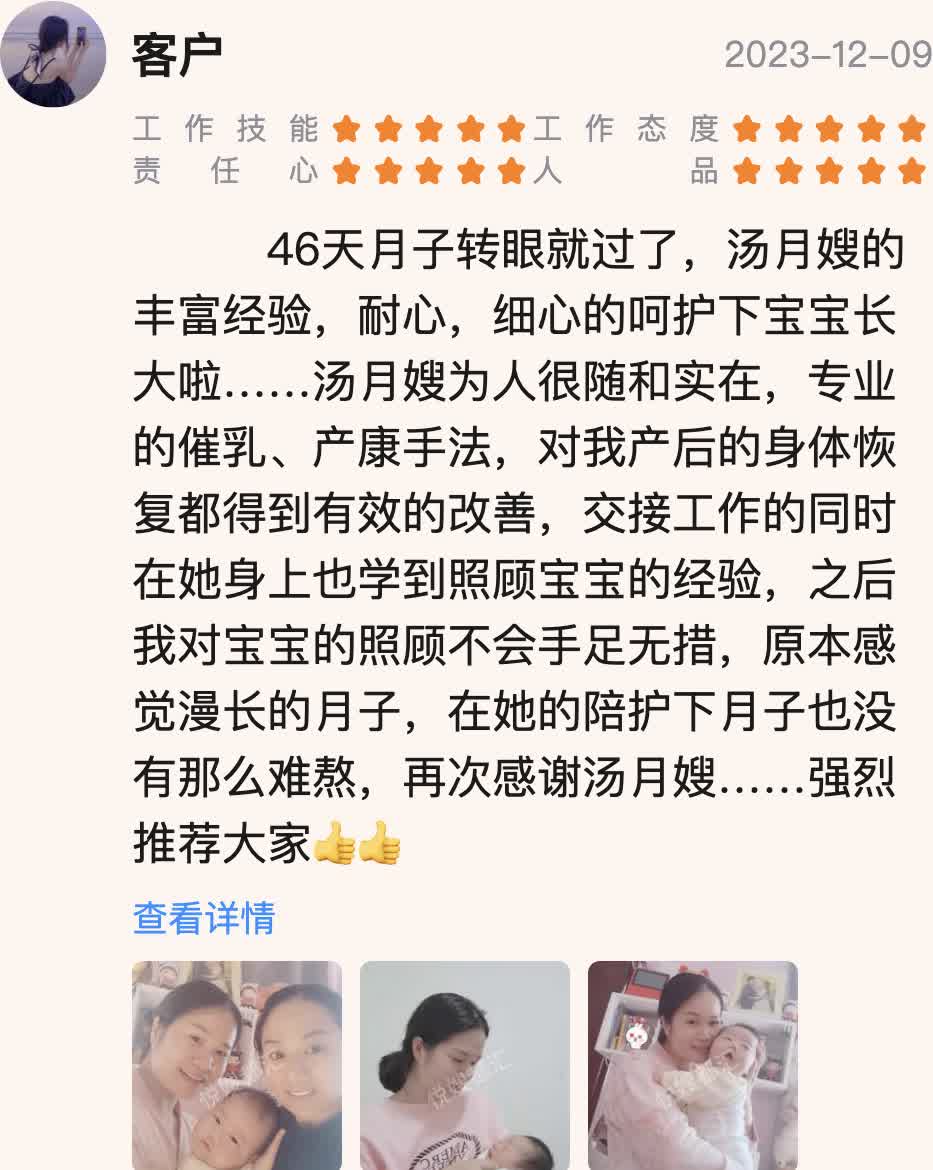 客户
2023-12-09
工作技能 工作态度
责任心 人品
46天月子转眼就过了，汤月嫂的
丰富经验，耐心，细心的呵护下宝宝长
大啦……汤月嫂为人很随和实在，专业
的催乳、产康手法，对我产后的身体恢
复都得到有效的改善，交接工作的同时
在她身上也学到照顾宝宝的经验，之后
我对宝宝的照顾不会手足无措，原本感
觉漫长的月子，在她的陪护下月子也没
有那么难熬，再次感谢汤月嫂……强烈
推荐大家👍👍
查看详情